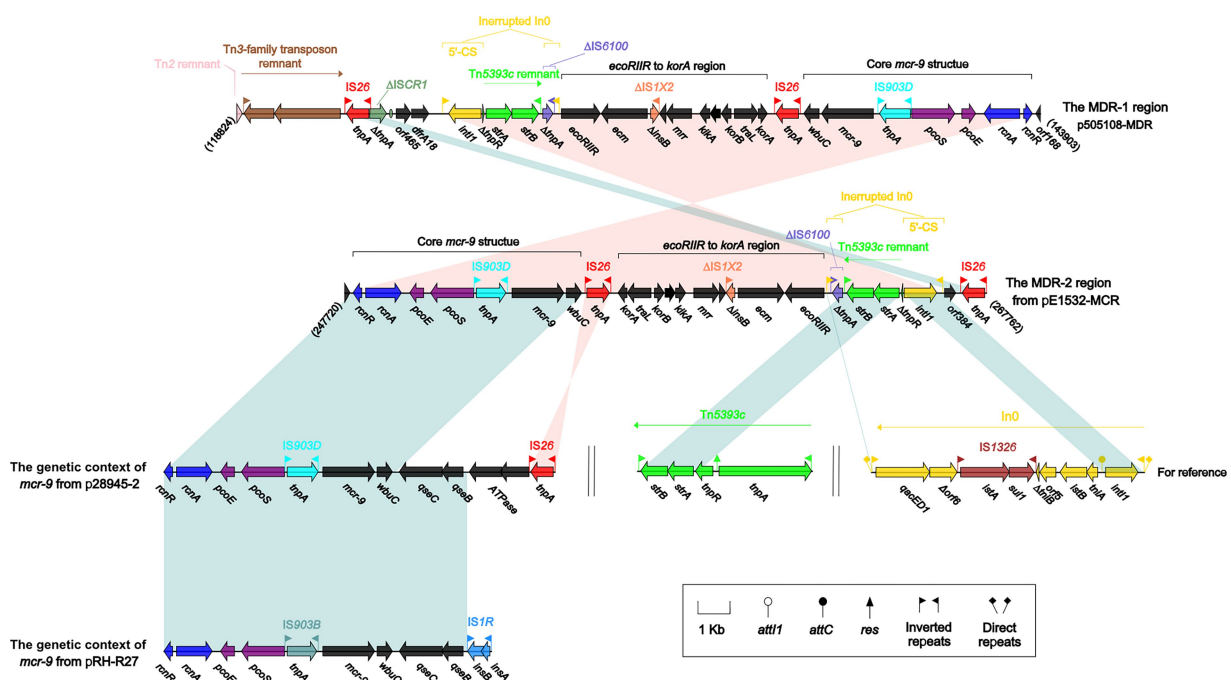 Inerrupted In0
5'-CS
ΔIS6100
Tn3-family transposon
remnant
Tn2 remnant
Tn5393c remnant
ecoRIIR to korA region
Core mcr-9 structue
IS26
ΔISCR1
ΔIS1X2
IS26
IS903D
The MDR-1 region
p505108-MDR
(118824)
tnpA
ΔtnpA
orf465
dfrA18
intI1
ΔtnpR
strA
strB
ΔtnpA
ecoRIIR
ecm
ΔinsB
mrr
kikA
korB
traL
korA
tnpA
wbuC
mcr-9
tnpA
pcoS
pcoE
rcnA
rcnR
orf168
(143903)
Inerrupted In0
5'-CS
ΔIS6100
Core mcr-9 structue
ecoRIIR to korA region
Tn5393c remnant
IS903D
IS26
ΔIS1X2
IS26
The MDR-2 region
from pE1532-MCR
(247720)
rcnR
rcnA
pcoE
pcoS
tnpA
mcr-9
wbuC
tnpA
korA
traL
korB
kikA
mrr
ΔinsB
ecm
ecoRIIR
ΔtnpA
strB
strA
ΔtnpR
intI1
orf384
tnpA
(267762)
Tn5393c
In0
IS903D
IS26
IS1326
The genetic context of
mcr-9 from p28945-2
rcnR
rcnA
pcoE
pcoS
tnpA
mcr-9
wbuC
qseC
qseB
ATPase
tnpA
strB
strA
tnpR
tnpA
qacED1
Δorf6
istA
sul1
ΔtniB
orf5
istB
tniA
intI1
For reference
IS903B
IS1R
The genetic context of
mcr-9 from pRH-R27
rcnR
rcnA
pcoE
pcoS
tnpA
mcr-9
wbuC
qseC
qseB
insB
insA
1 Kb
attI1
attC
res
Inverted
repeats
Direct
repeats